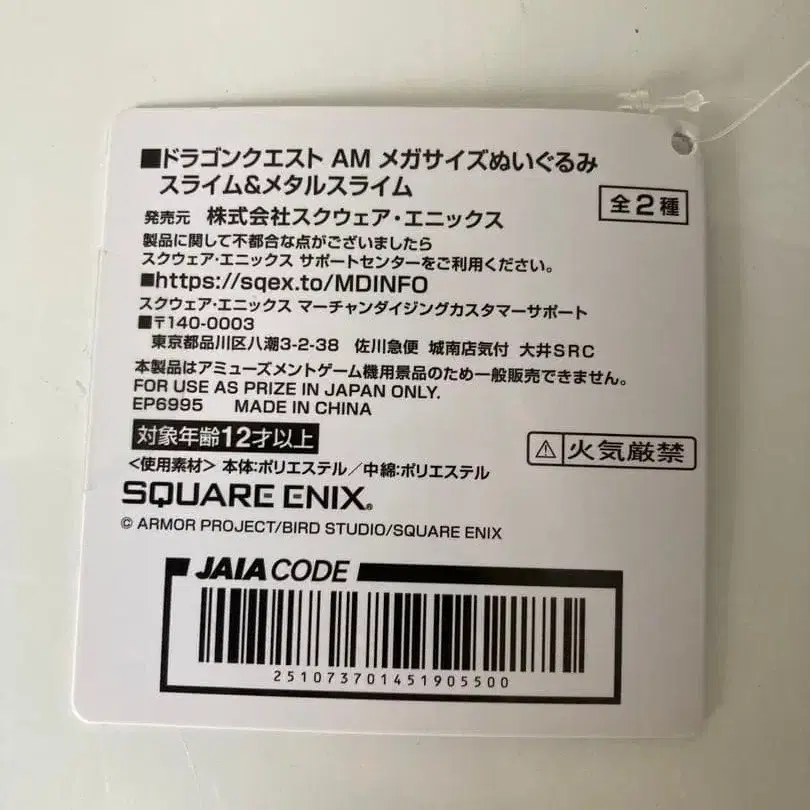 ■ドラゴンクエスト AM メガサイズぬいぐるみ
スライム&メタルスライム
全2種
発売元 株式会社スクウェア・エニックス
製品に関して不都合な点がございましたら
スクウェア・エニックス サポートセンターをご利用ください。
■https://sqex.to/MDINFO
スクウェア・エニックス マーチャンダイジングカスタマーサポート
■〒140-0003
東京都品川区八潮3-2-38 佐川急便 城南店気付 大井SRC
本製品はアミューズメントゲーム機用景品のため一般販売できません。
FOR USE AS PRIZE IN JAPAN ONLY.
EP6995 MADE IN CHINA
対象年齢12才以上
⚠火気厳禁
<使用素材> 本体:ポリエステル/中綿:ポリエステル
SQUARE ENIX®
© ARMOR PROJECT/BIRD STUDIO/SQUARE ENIX
JAIA CODE
251073701451905500